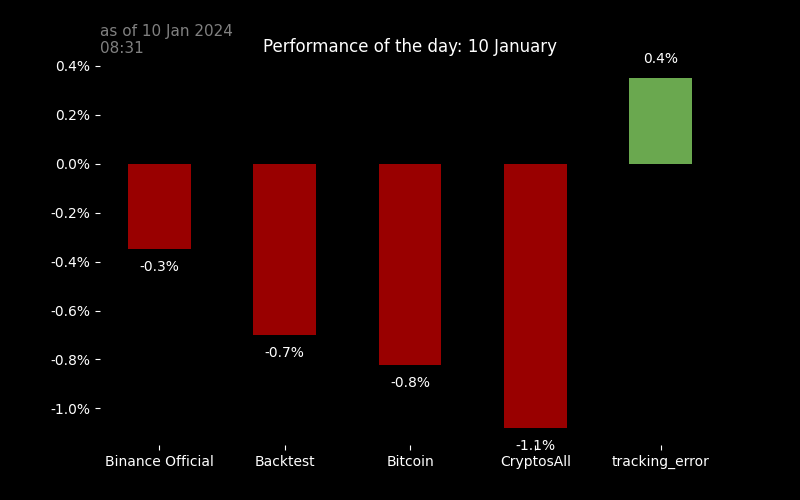 as of 10 Jan 2024
08:31
Performance of the day: 10 January
0.4%
0.2%
0.0%
-0.2%
-0.4%
-0.6%
-0.8%
-1.0%
0.4%
-0.3%
-0.7%
-0.8%
-1.1%
Binance Official
Backtest
Bitcoin
CryptosAll
tracking_error